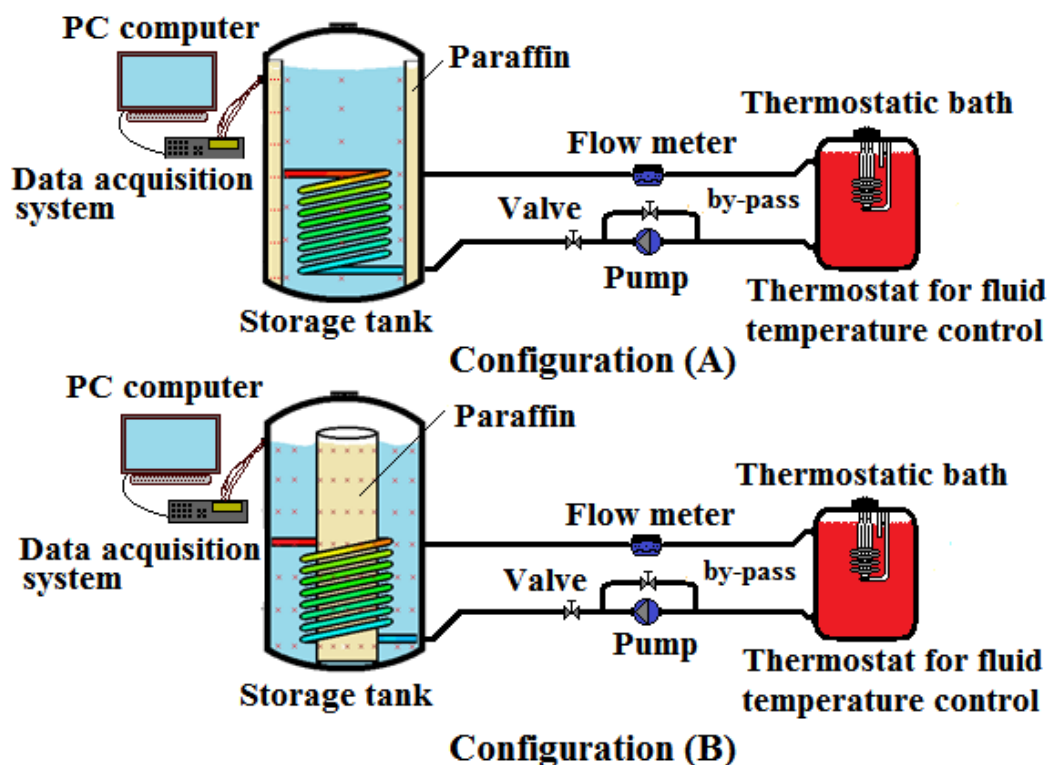 PC computer
Paraffin
Thermostatic bath
Flow meter
Data acquisition
system
Valve
by-pass
Pump
Storage tank
Thermostat for fluid
temperature control
Configuration (A)
PC computer
Paraffin
Thermostatic bath
Flow meter
Data acquisition
system
Valve
by-pass
Pump
Storage tank
Thermostat for fluid
temperature control
Configuration (B)